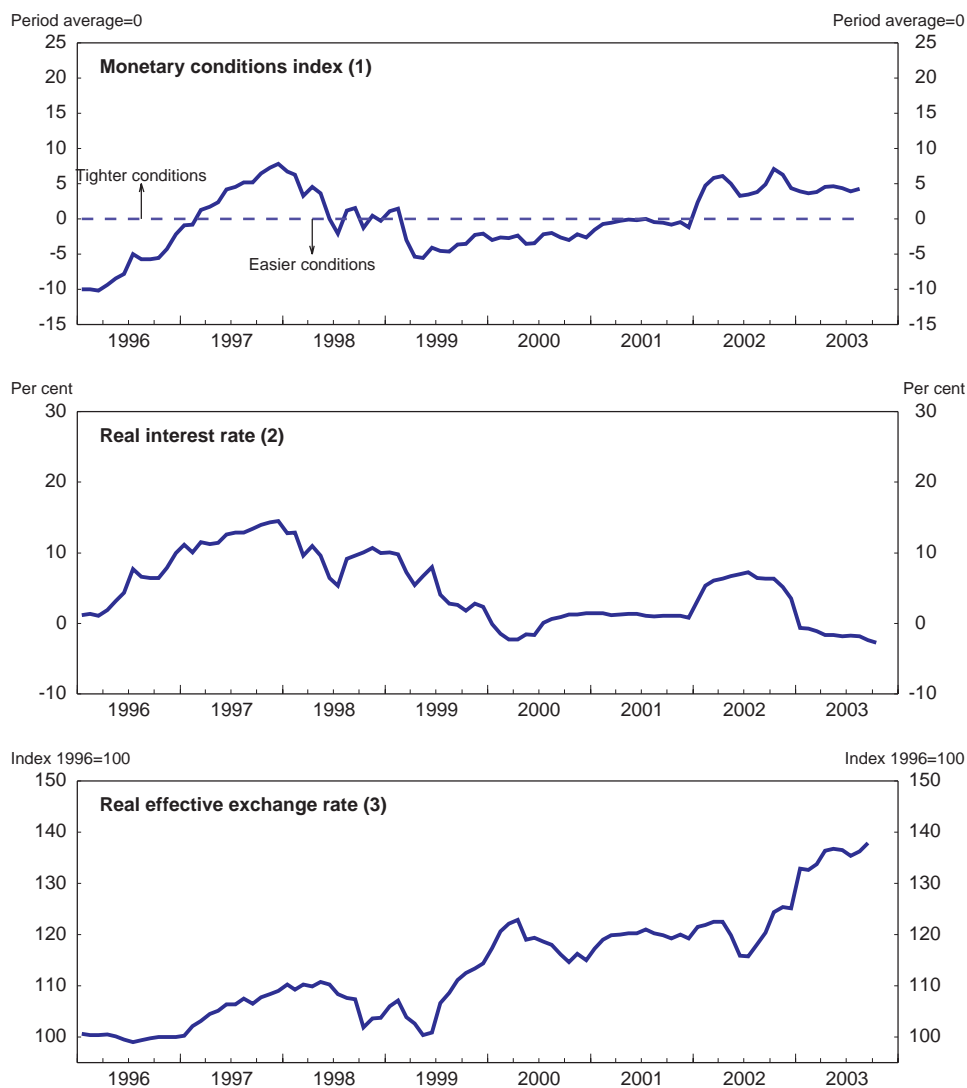 Period average=0 Period average=0
25 25
Monetary conditions index (1)
20 20
15 15
10 10
Tighter conditions
5 5
0 0
Easier conditions
-5 -5
-10 -10
-15 -15
1996 1997 1998 1999 2000 2001 2002 2003
Per cent Per cent
30 30
Real interest rate (2)
20 20
10 10
0 0
-10 -10
1996 1997 1998 1999 2000 2001 2002 2003
Index 1996=100 Index 1996=100
150 150
Real effective exchange rate (3)
140 140
130 130
120 120
110 110
100 100
1996 1997 1998 1999 2000 2001 2002 2003